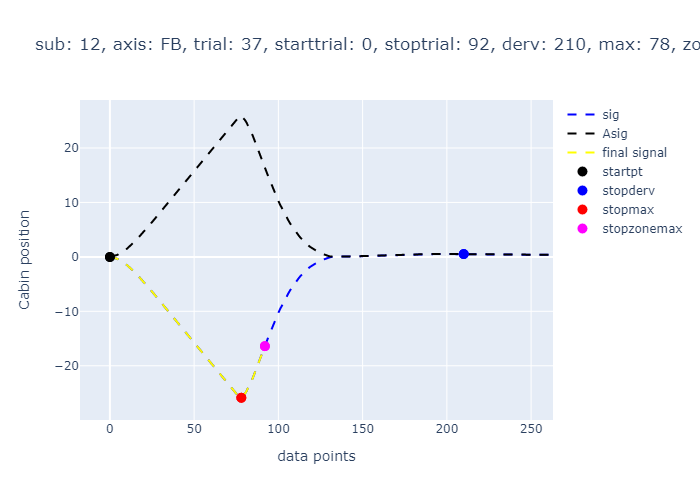 sub: 12, axis: FB, trial: 37, starttrial: 0, stoptrial: 92, derv: 210, max: 78, zo
sig
Asig
final signal
startpt
stopderv
stopmax
stopzonemax
Cabin position
20
10
0
−10
−20
0 50 100 150 200 250
data points